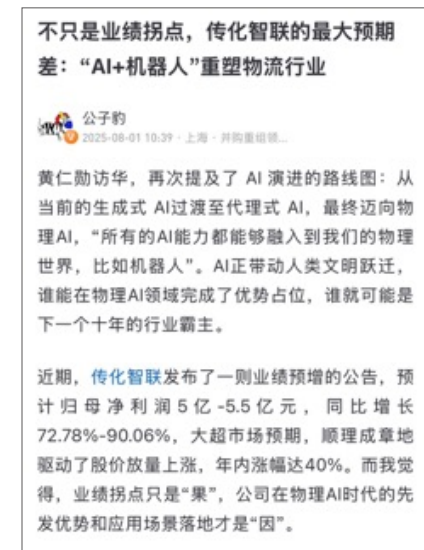 不只是业绩拐点，传化智联的最大预期
差：“AI+机器人”重塑物流行业
公子豹
2025-08-01 10:39 · 上海 · 并购重组领...
黄仁勋访华，再次提及了 AI 演进的路线图：从
当前的生成式 AI过渡至代理式 AI，最终迈向物
理AI，“所有的AI能力都能够融入到我们的物理
世界，比如机器人”。AI正带动人类文明跃迁，
谁能在物理AI领域完成了优势占位，谁就可能是
下一个十年的行业霸主。
近期，传化智联发布了一则业绩预增的公告，预
计归母净利润5亿-5.5亿元，同比增长
72.78%-90.06%，大超市场预期，顺理成章地
驱动了股价放量上涨，年内涨幅达40%。而我觉
得，业绩拐点只是“果”，公司在物理AI时代的先
发优势和应用场景落地才是“因”。